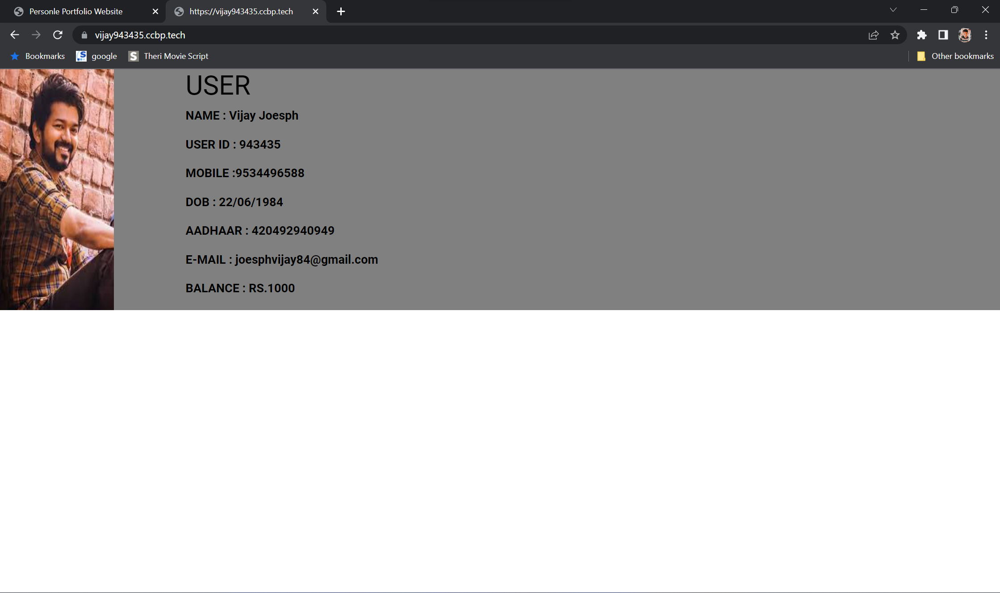 Personle Portfolio Website
https://vijay943435.ccbp.tech
vijay943435.ccbp.tech
Bookmarks google Theri Movie Script Other bookmarks
USER
NAME : Vijay Joesph
USER ID : 943435
MOBILE :9534496588
DOB : 22/06/1984
AADHAAR : 420492940949
E-MAIL : joesphvijay84@gmail.com
BALANCE : RS.1000